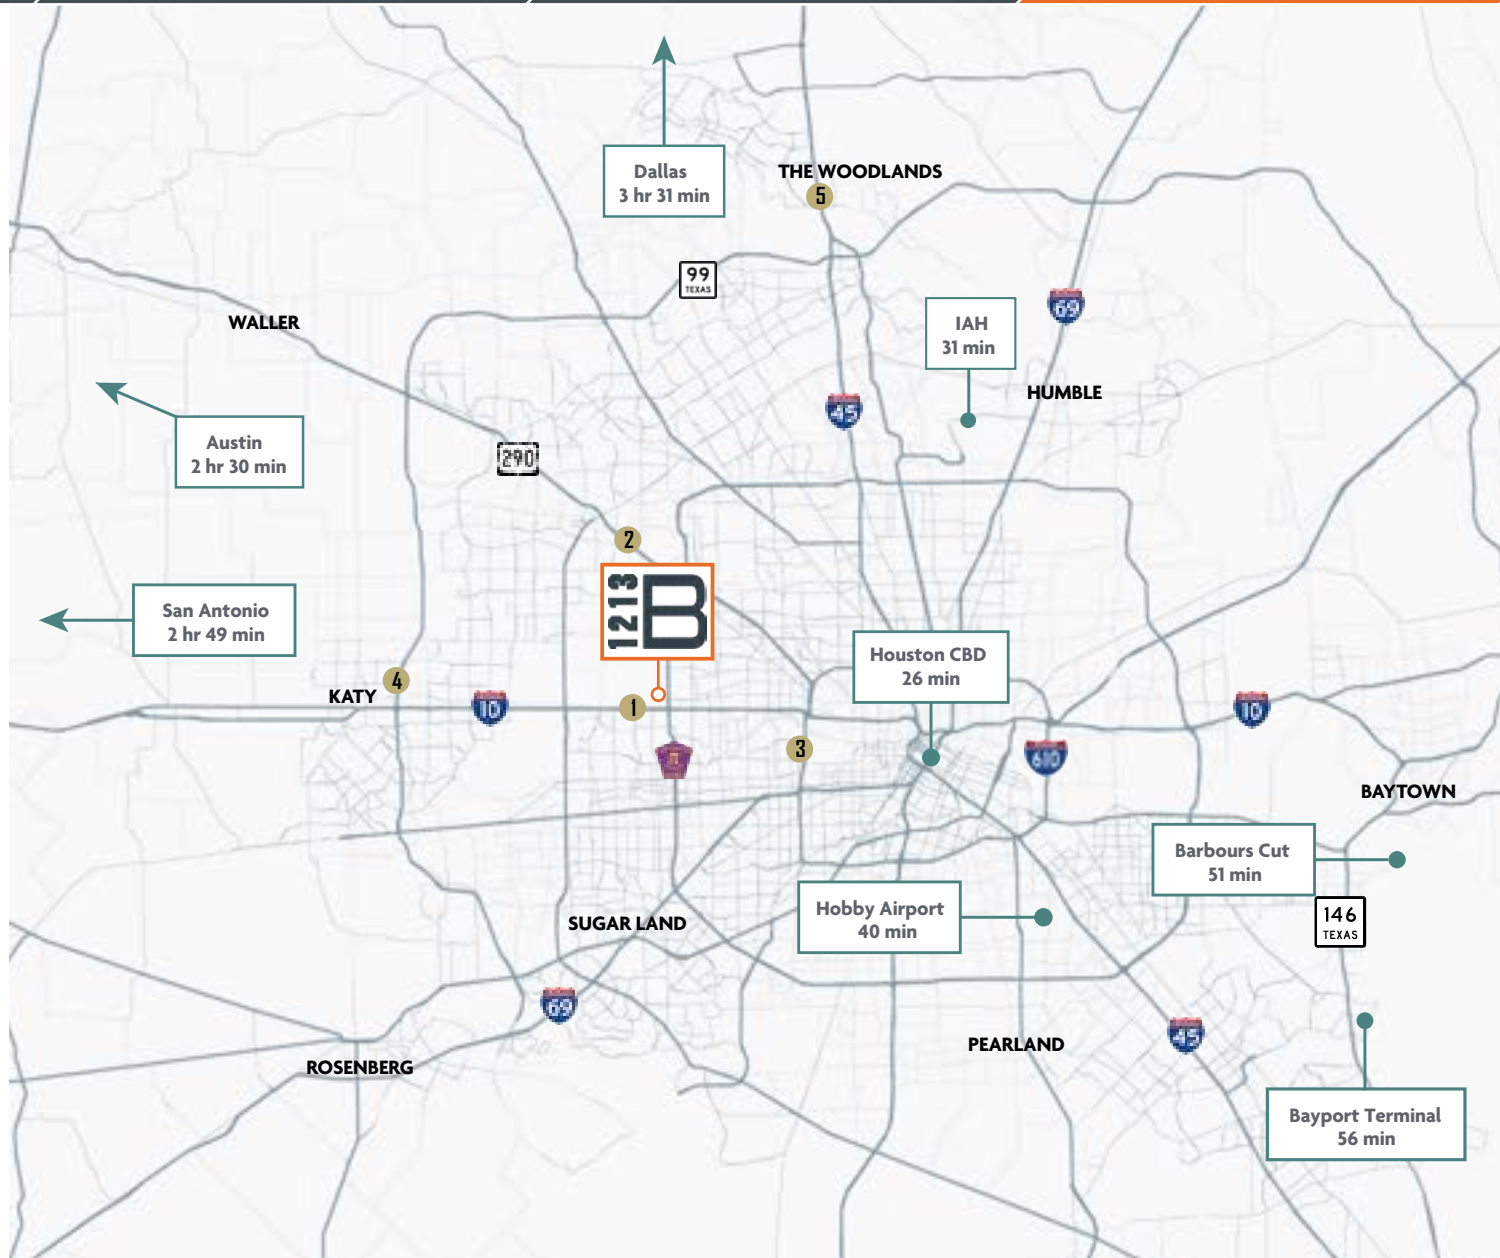 Dallas
3 hr 31 min
THE WOODLANDS
5
99
TEXAS
69
IAH
31 min
WALLER
HUMBLE
45
Austin
2 hr 30 min
290
2
1213
B
San Antonio
2 hr 49 min
Houston CBD
26 min
4
KATY
10
1
10
3
610
BAYTOWN
Barbours Cut
51 min
Hobby Airport
40 min
146
TEXAS
SUGAR LAND
69
45
PEARLAND
ROSENBERG
Bayport Terminal
56 min